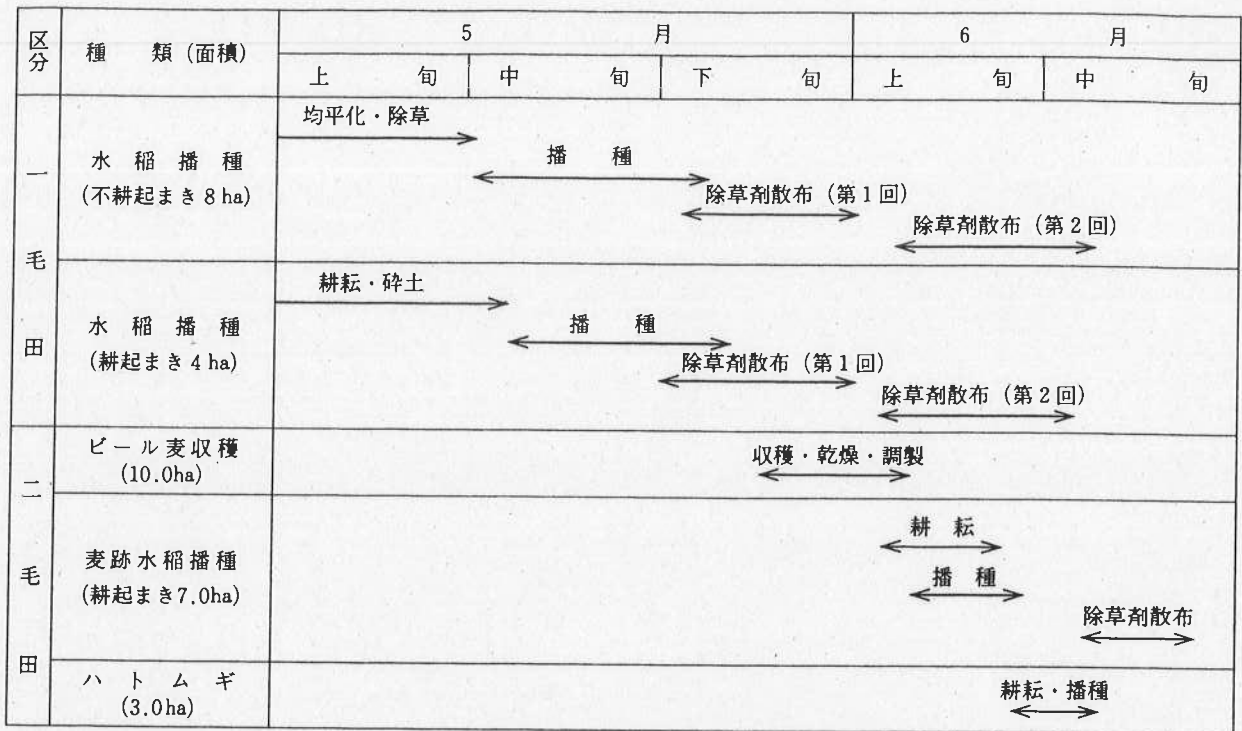 区分
種 類 (面積)
5 月
6 月
上 旬
中 旬
下 旬
上 旬
中 旬
一毛田
水稲播種
(不耕起まき8ha)
均平化・除草
播 種
除草剤散布 (第1回)
除草剤散布 (第2回)
水稲播種
(耕起まき4ha)
耕耘・砕土
播 種
除草剤散布 (第1回)
除草剤散布 (第2回)
二毛田
ビール麦収穫
(10.0ha)
収穫・乾燥・調製
麦跡水稲播種
(耕起まき7.0ha)
耕 耘
播 種
除草剤散布
ハトムギ
(3.0ha)
耕耘・播種